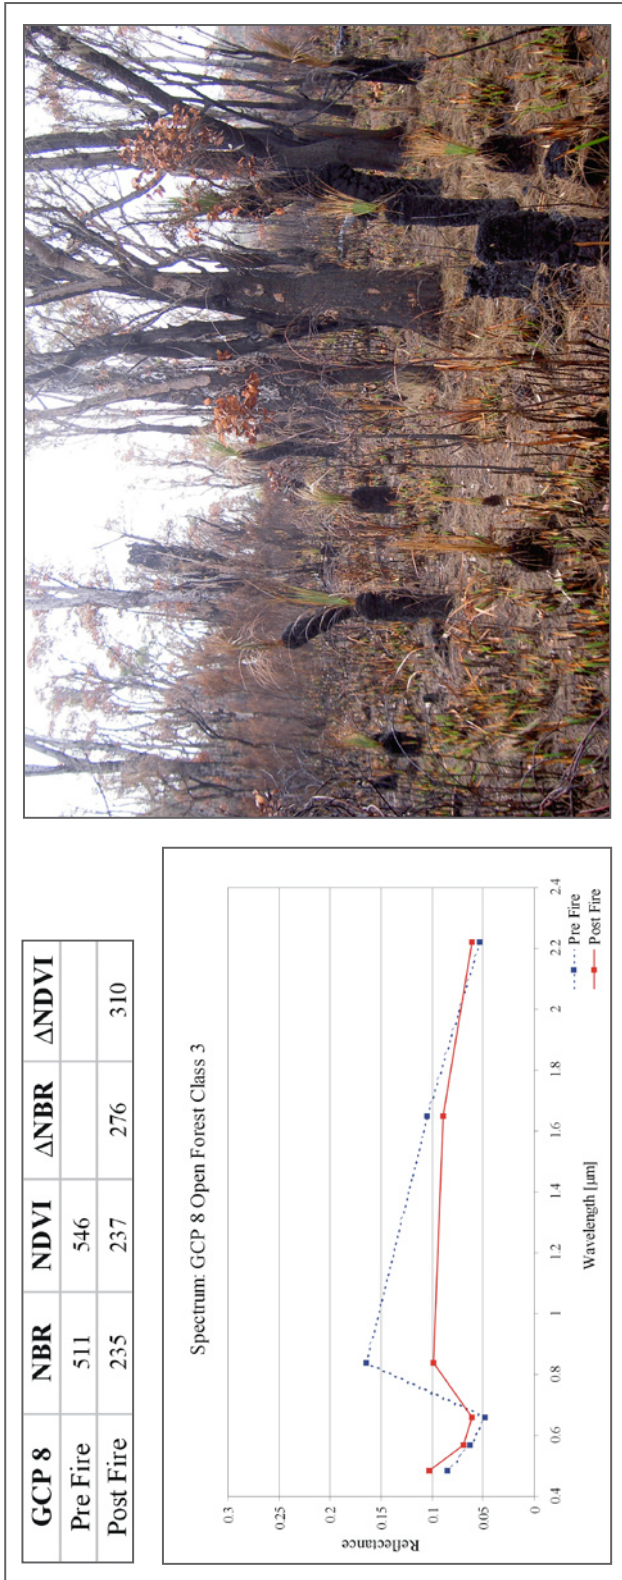 GCP 8 NBR NDVI ΔNBR ΔNDVI
Pre Fire 511 546
Post Fire 235 237 276 310
Spectrum: GCP 8 Open Forest Class 3
0.3
0.25
0.2
0.15
0.1
0.05
0
Reflectance
0.4 0.6 0.8 1 1.2 1.4 1.6 1.8 2 2.2 2.4
Wavelength [μm]
Pre Fire
Post Fire